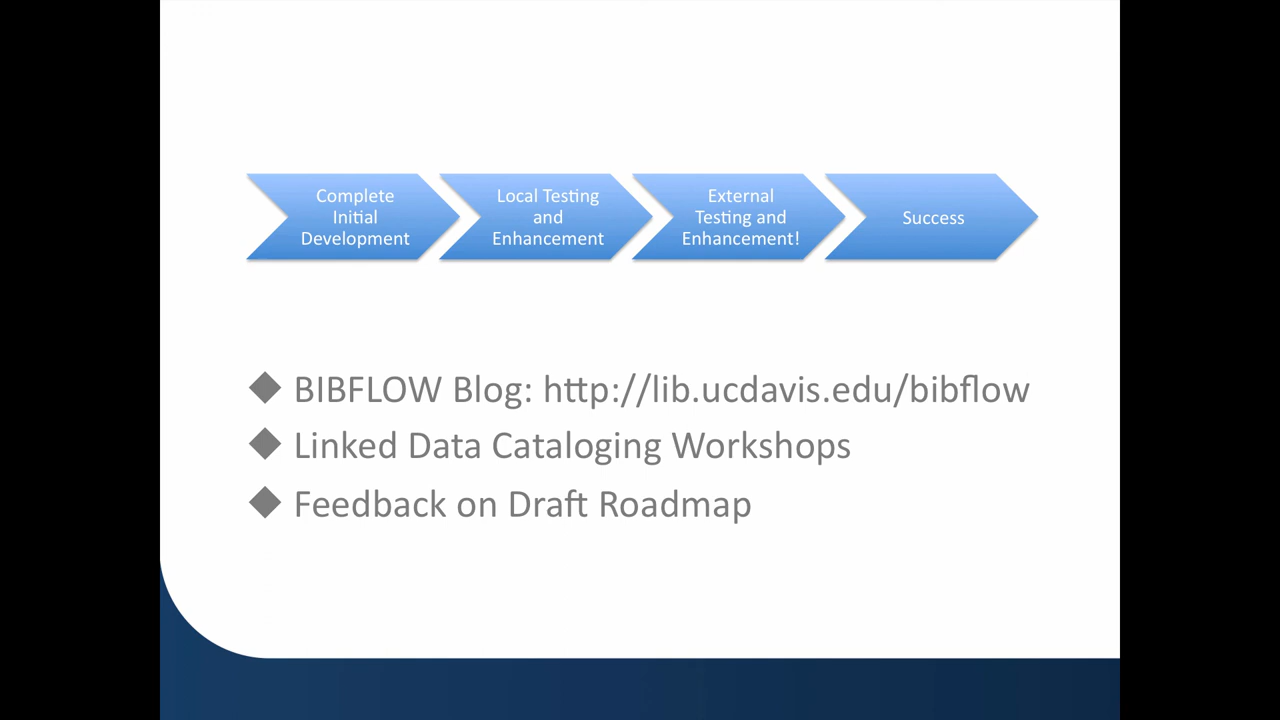 Complete
Initial
Development
Local Testing
and
Enhancement
External
Testing and
Enhancement!
Success
BIBFLOW Blog: http://lib.ucdavis.edu/bibflow
Linked Data Cataloging Workshops
Feedback on Draft Roadmap